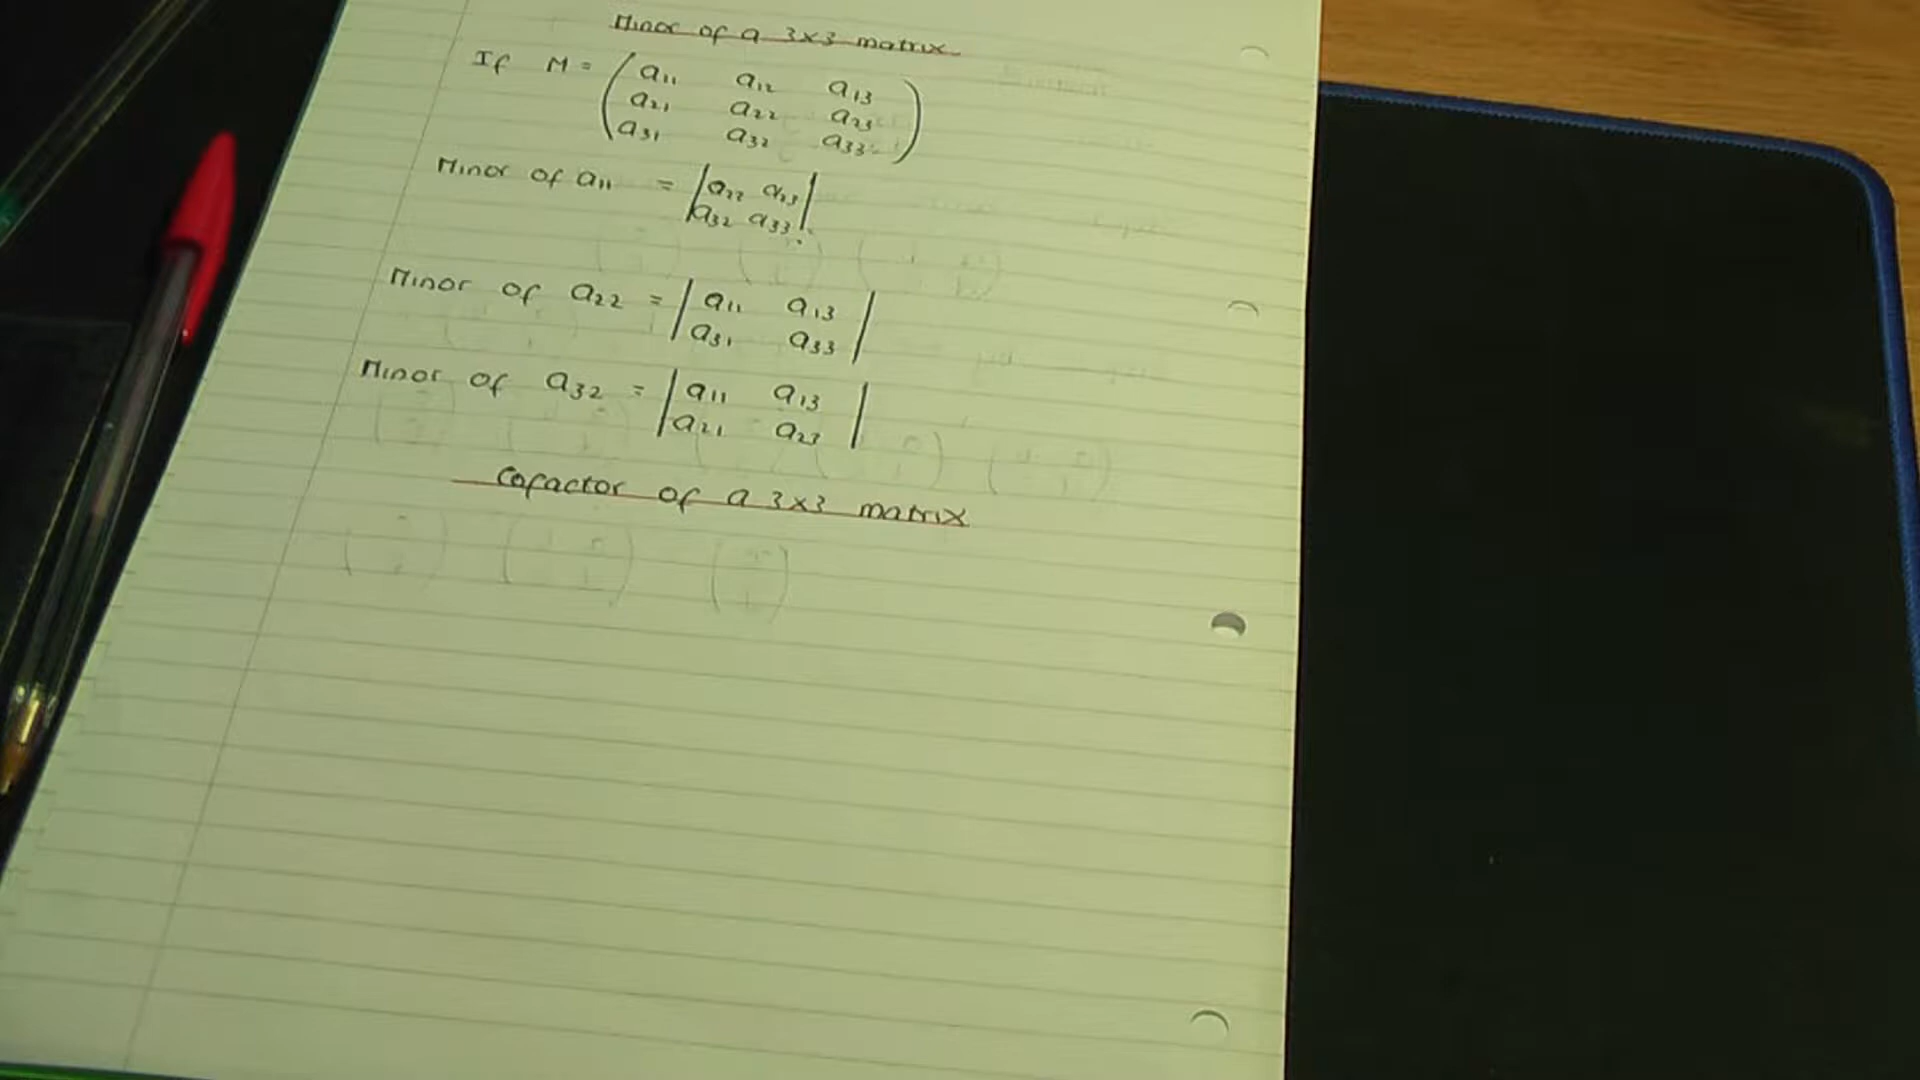 Minor of a 3x3 matrix
If M = ( a11 a12 a13
a21 a22 a23
a31 a32 a33 )
Minor of a11 = | a22 a23
a32 a33 |
Minor of a22 = | a11 a13
a31 a33 |
Minor of a32 = | a11 a13
a21 a23 |
Cofactor of a 3x3 matrix